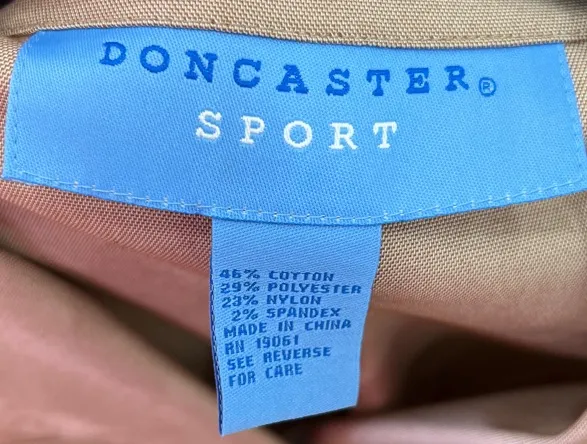 DONCASTER®
SPORT
46% COTTON
29% POLYESTER
23% NYLON
2% SPANDEX
MADE IN CHINA
RN 19061
SEE REVERSE
FOR CARE